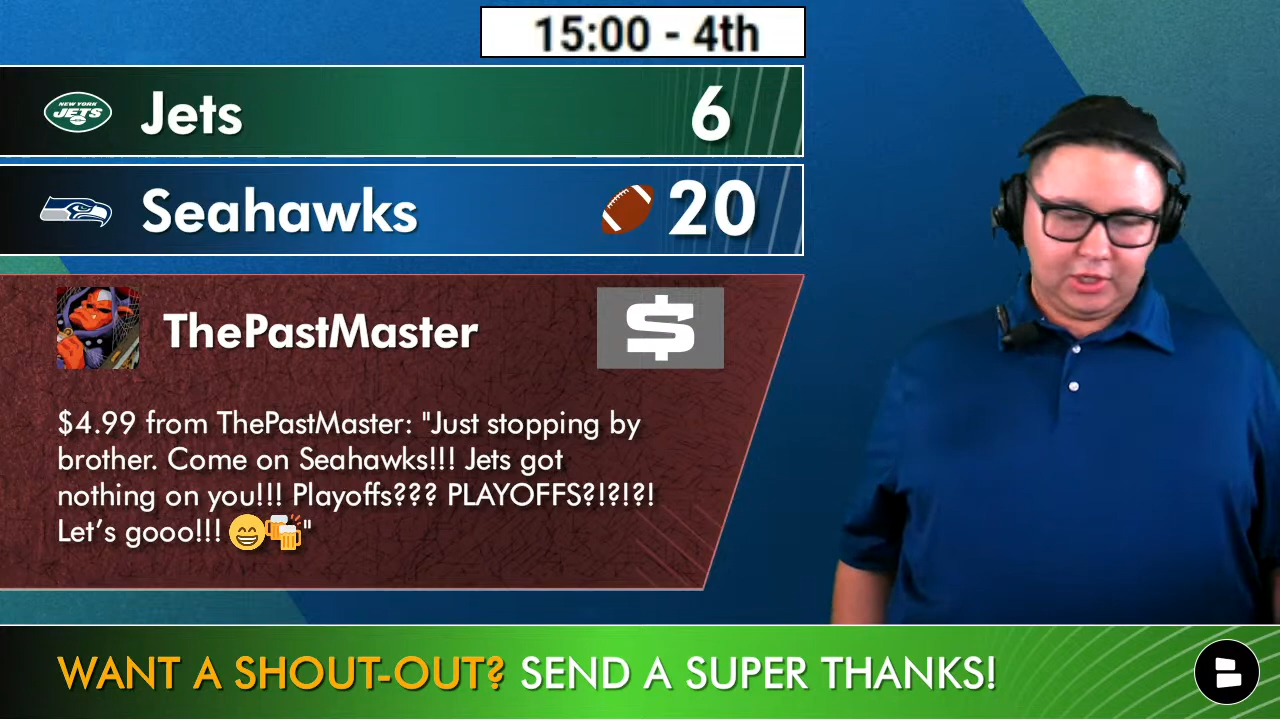 15:00 - 4th
NEW YORK
JETS
Jets
6
Seahawks
20
ThePastMaster
$
$4.99 from ThePastMaster: "Just stopping by
brother. Come on Seahawks!!! Jets got
nothing on you!!! Playoffs??? PLAYOFFS?!?!?!
Let’s gooo!!! 😁🍻"
WANT A SHOUT-OUT? SEND A SUPER THANKS!